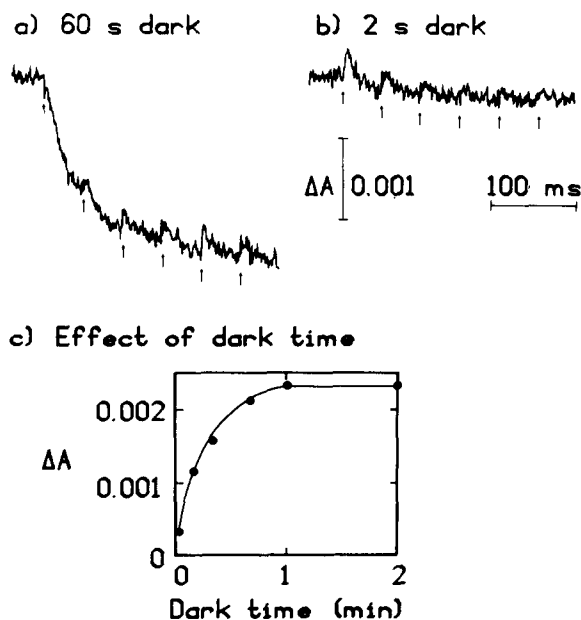 a) 60 s dark
b) 2 s dark
ΔA 0.001
100 ms
c) Effect of dark time
0.002
ΔA
0.001
0
0 1 2
Dark time (min)